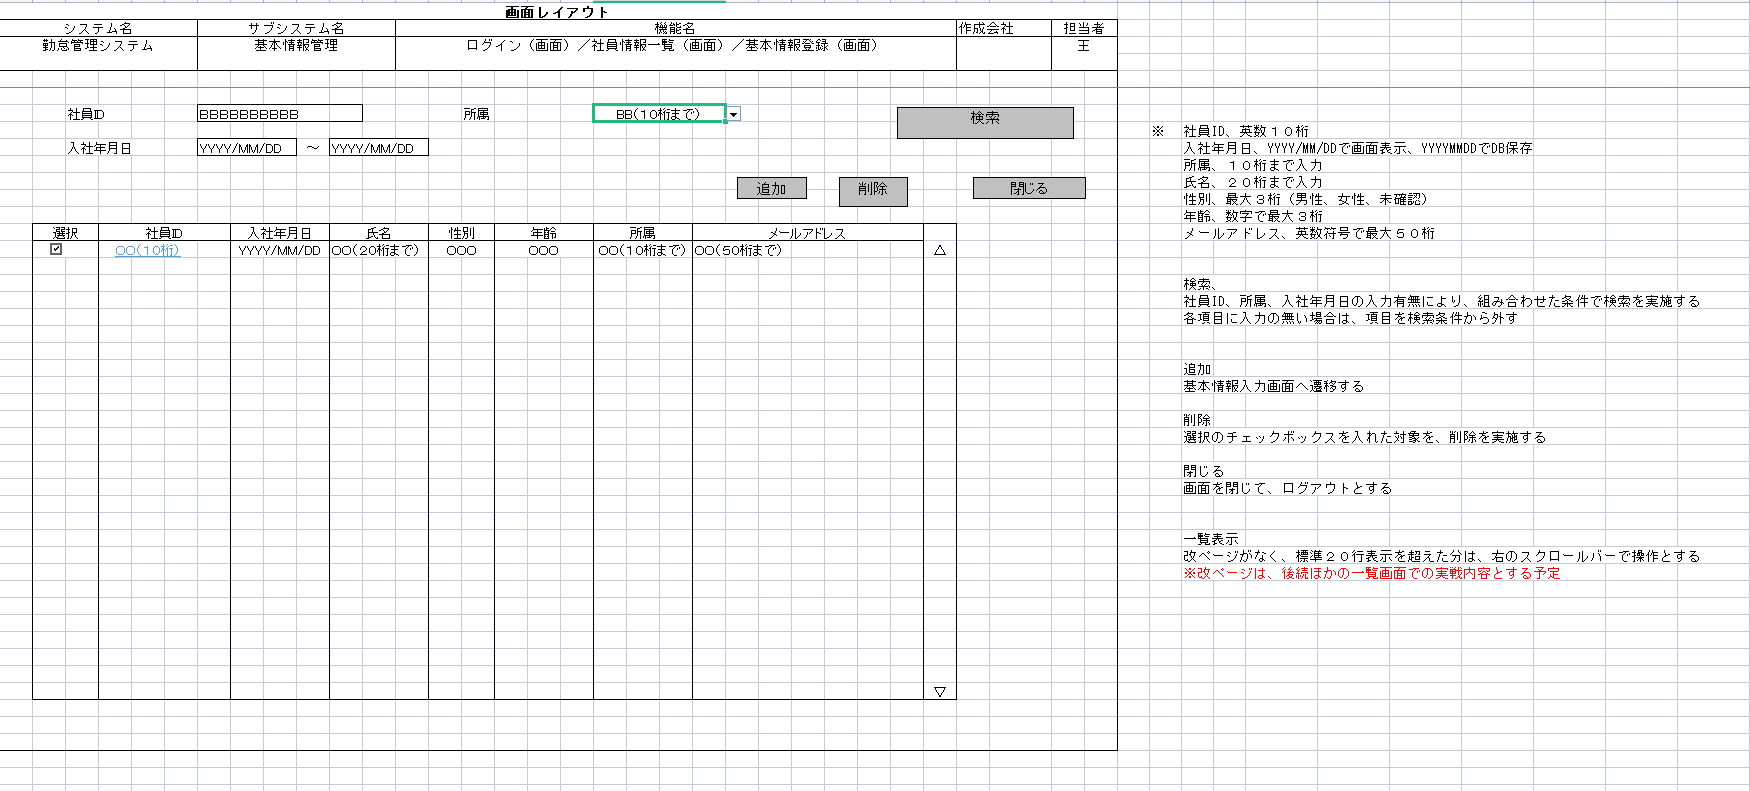 画面レイアウト
システム名 サブシステム名 機能名 作成会社 担当者
勤怠管理システム 基本情報管理 ログイン（画面）／社員情報一覧（画面）／基本情報登録（画面） 王
社員ID BBBBBBBBBB 所属 BB(１０桁まで) 検索
入社年月日 YYYY/MM/DD ～ YYYY/MM/DD
追加 削除 閉じる
選択 社員ID 入社年月日 氏名 性別 年齢 所属 メールアドレス
○○(１０桁) YYYY/MM/DD ○○(２０桁まで) ○○○ ○○○ ○○(１０桁まで) ○○(５０桁まで) △
▽
※ 社員ID、英数１０桁
入社年月日、YYYY/MM/DDで画面表示、YYYYMMDDでDB保存
所属、１０桁まで入力
氏名、２０桁まで入力
性別、最大３桁（男性、女性、未確認）
年齢、数字で最大３桁
メールアドレス、英数符号で最大５０桁
検索、
社員ID、所属、入社年月日の入力有無により、組み合わせた条件で検索を実施する
各項目に入力の無い場合は、項目を検索条件から外す
追加
基本情報入力画面へ遷移する
削除
選択のチェックボックスを入れた対象を、削除を実施する
閉じる
画面を閉じて、ログアウトとする
一覧表示
改ページがなく、標準２０行表示を超えた分は、右のスクロールバーで操作とする
※改ページは、後続ほかの一覧画面での実戦内容とする予定